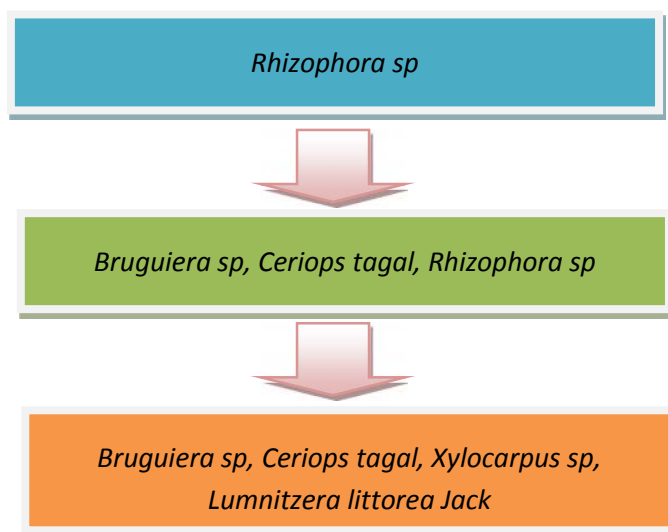 Rhizophora sp
Bruguiera sp, Ceriops tagal, Rhizophora sp
Bruguiera sp, Ceriops tagal, Xylocarpus sp,
Lumnitzera littorea Jack